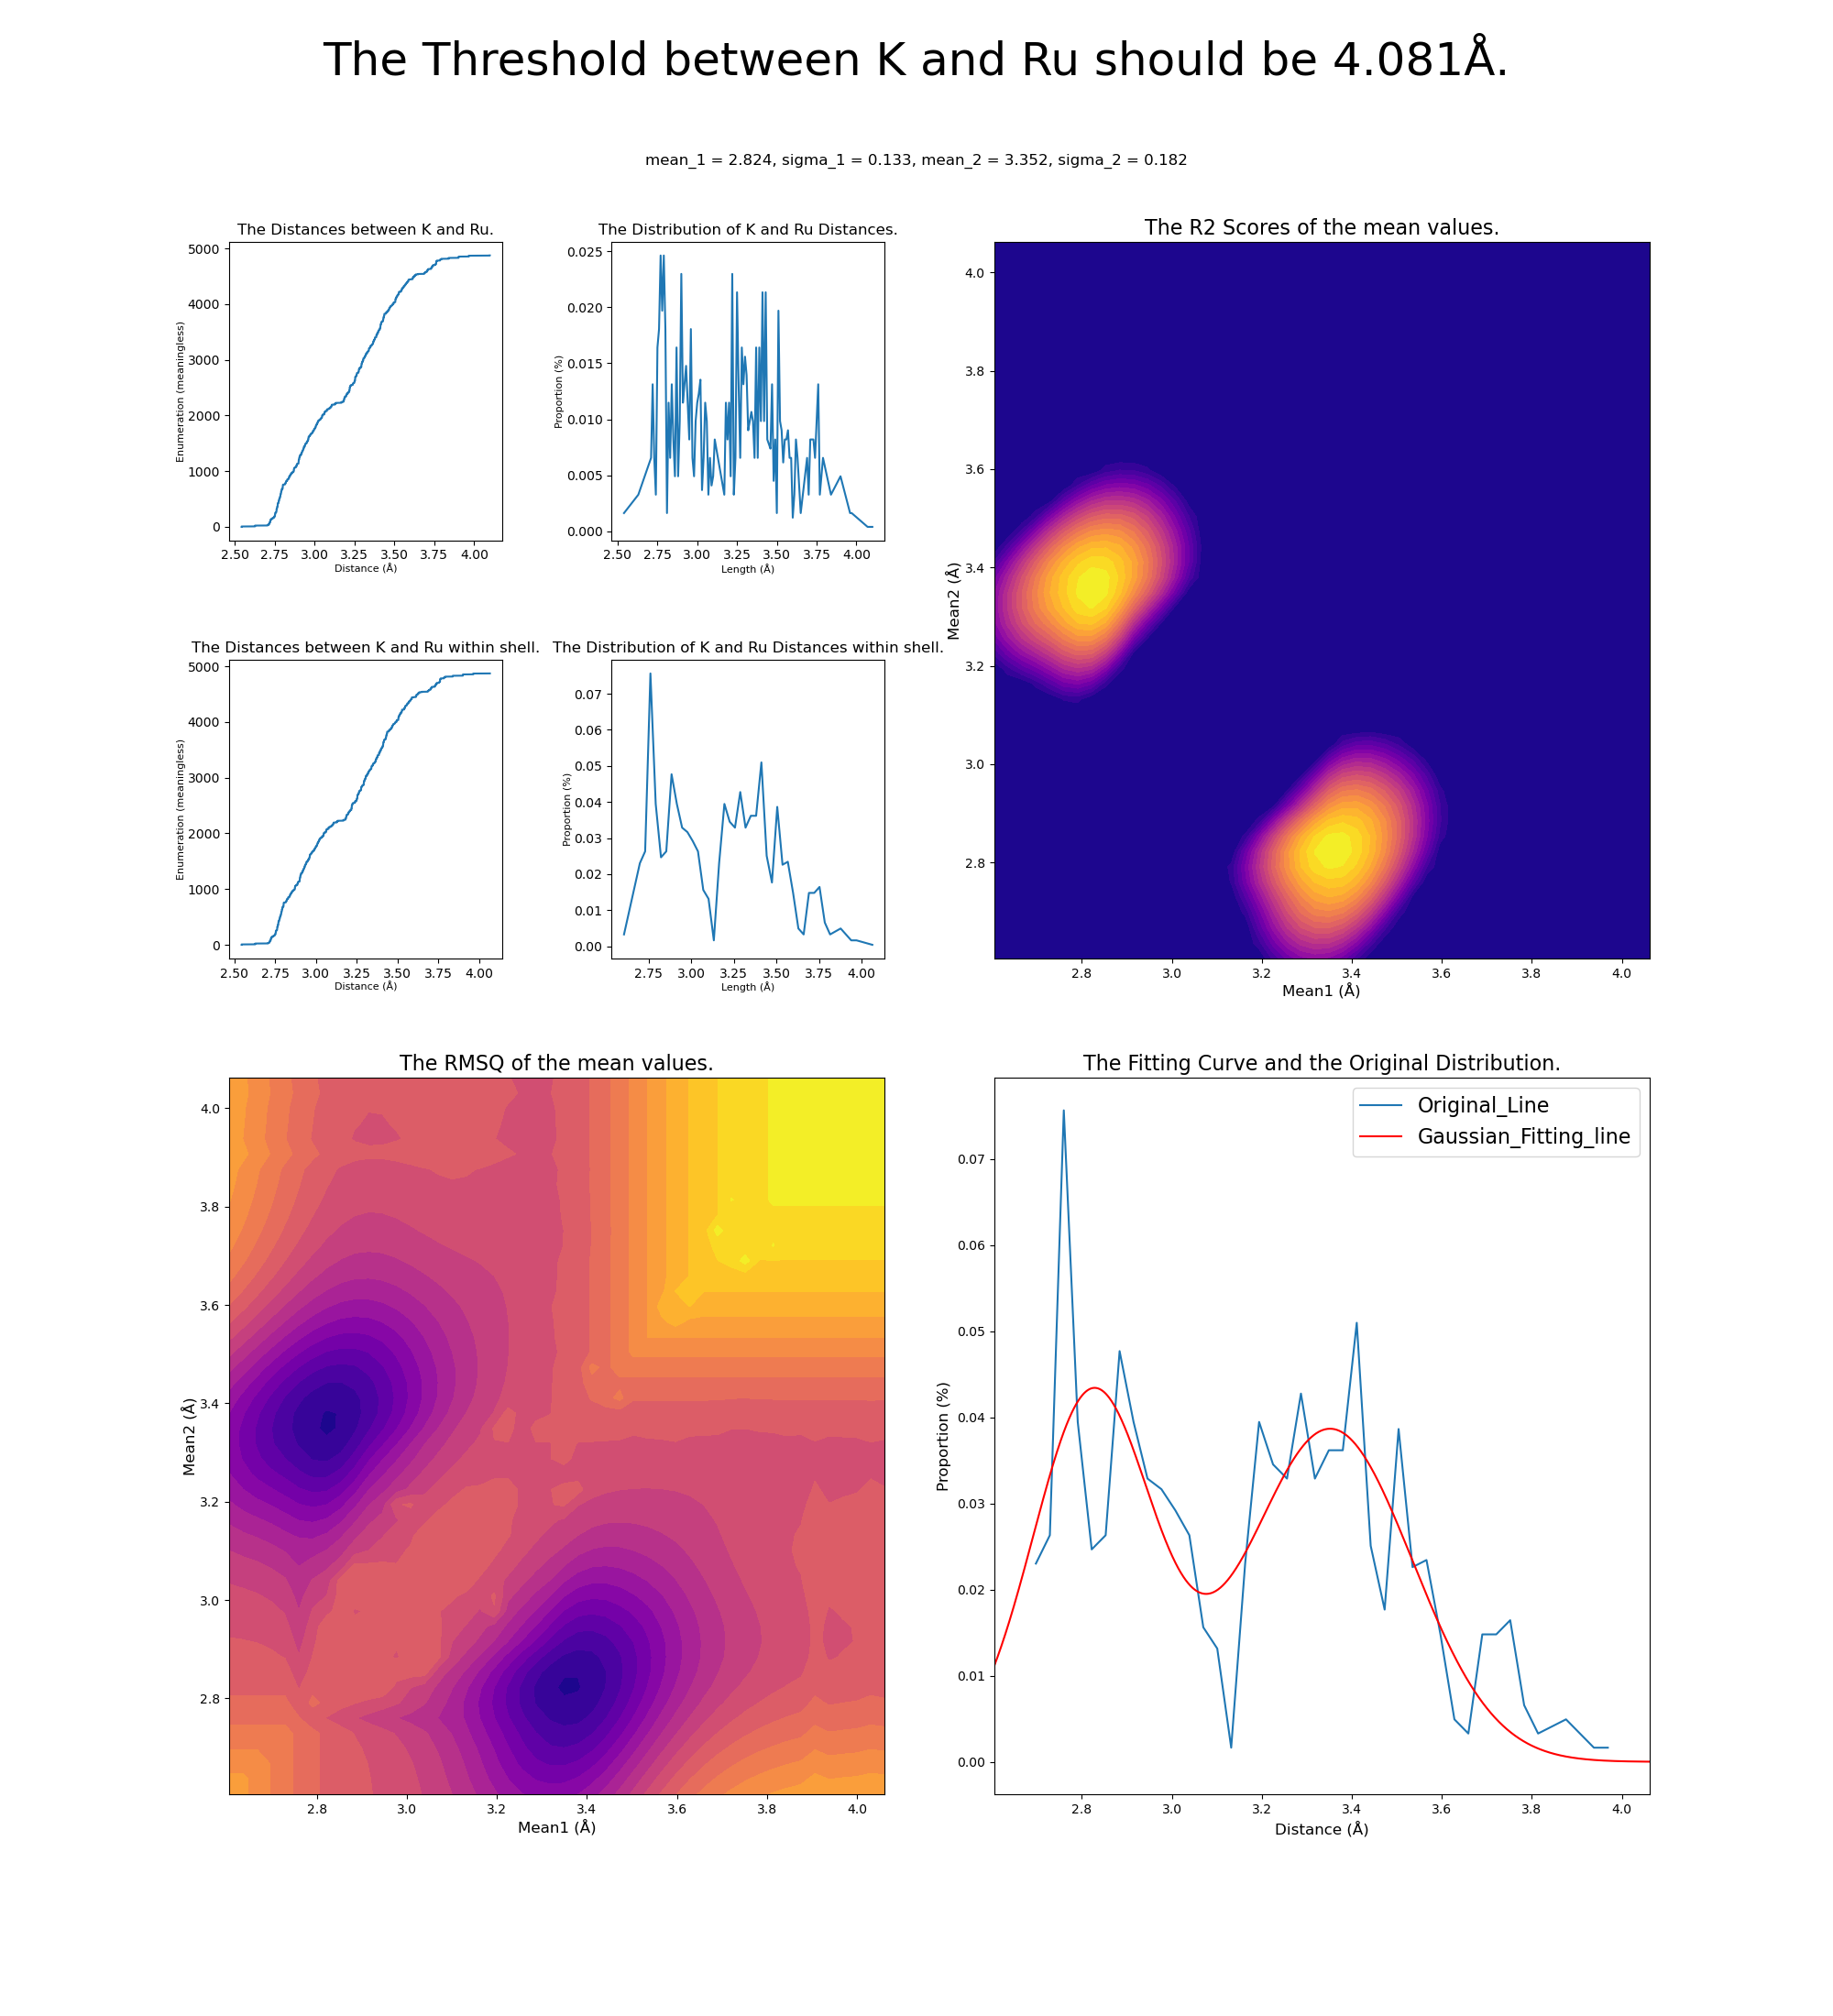 The Threshold between K and Ru should be 4.081Å.
mean_1 = 2.824, sigma_1 = 0.133, mean_2 = 3.352, sigma_2 = 0.182
The Distances between K and Ru.
5000
4000
3000
2000
1000
0
Enumeration (meaningless)
2.50 2.75 3.00 3.25 3.50 3.75 4.00
Distance (Å)
The Distribution of K and Ru Distances.
0.025
0.020
0.015
0.010
0.005
0.000
Proportion (%)
2.50 2.75 3.00 3.25 3.50 3.75 4.00
Length (Å)
The R2 Scores of the mean values.
4.0
3.8
3.6
3.4
3.2
3.0
2.8
Mean2 (Å)
2.8 3.0 3.2 3.4 3.6 3.8 4.0
Mean1 (Å)
The Distances between K and Ru within shell.
5000
4000
3000
2000
1000
0
Enumeration (meaningless)
2.50 2.75 3.00 3.25 3.50 3.75 4.00
Distance (Å)
The Distribution of K and Ru Distances within shell.
0.07
0.06
0.05
0.04
0.03
0.02
0.01
0.00
Proportion (%)
2.75 3.00 3.25 3.50 3.75 4.00
Length (Å)
The RMSQ of the mean values.
4.0
3.8
3.6
3.4
3.2
3.0
2.8
Mean2 (Å)
2.8 3.0 3.2 3.4 3.6 3.8 4.0
Mean1 (Å)
The Fitting Curve and the Original Distribution.
Original_Line
Gaussian_Fitting_line
0.07
0.06
0.05
0.04
0.03
0.02
0.01
0.00
Proportion (%)
2.8 3.0 3.2 3.4 3.6 3.8 4.0
Distance (Å)